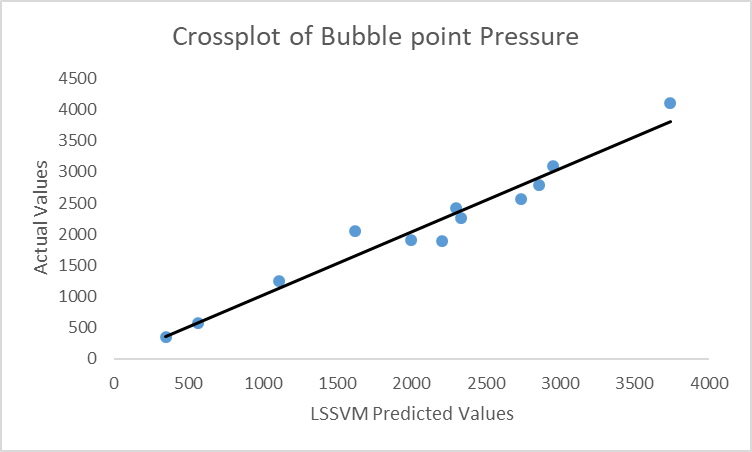 Crossplot of Bubble point Pressure
4500
4000
3500
3000
2500
2000
1500
1000
500
0
Actual Values
0 500 1000 1500 2000 2500 3000 3500 4000
LSSVM Predicted Values